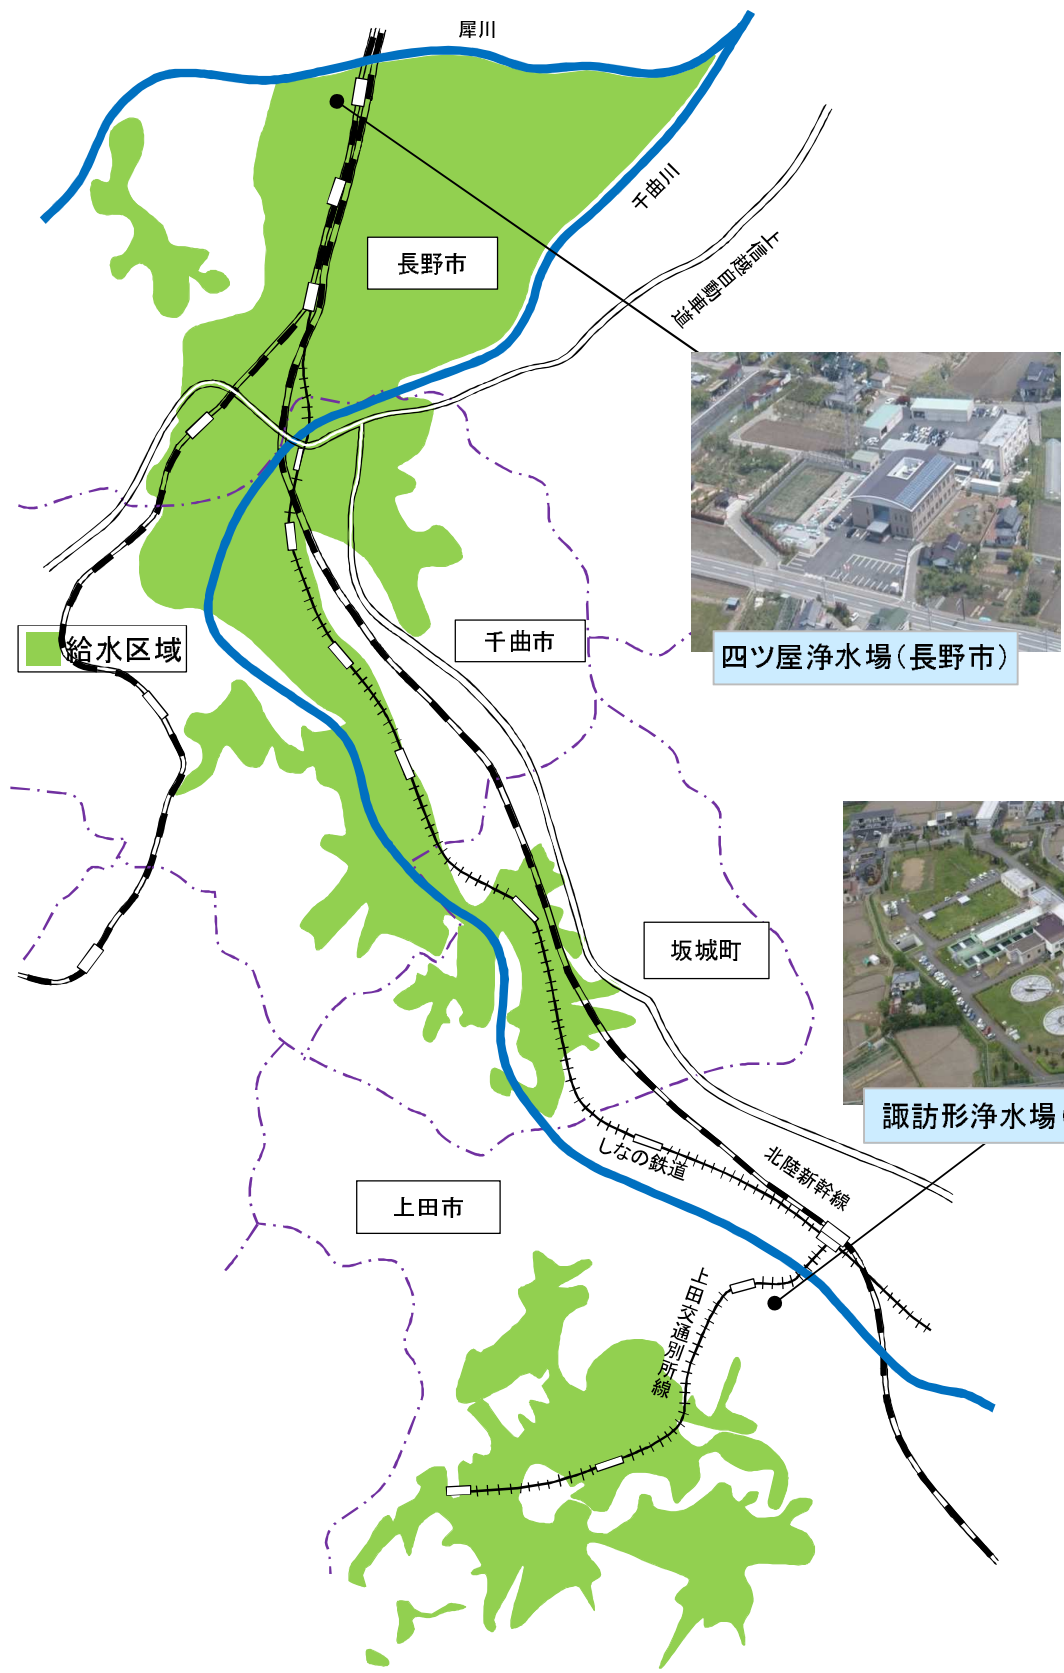 犀川
千曲川
上信越自動車道
長野市
四ツ屋浄水場（長野市）
給水区域
千曲市
坂城町
諏訪形浄水場（
しなの鉄道
北陸新幹線
上田市
上田交通別所線